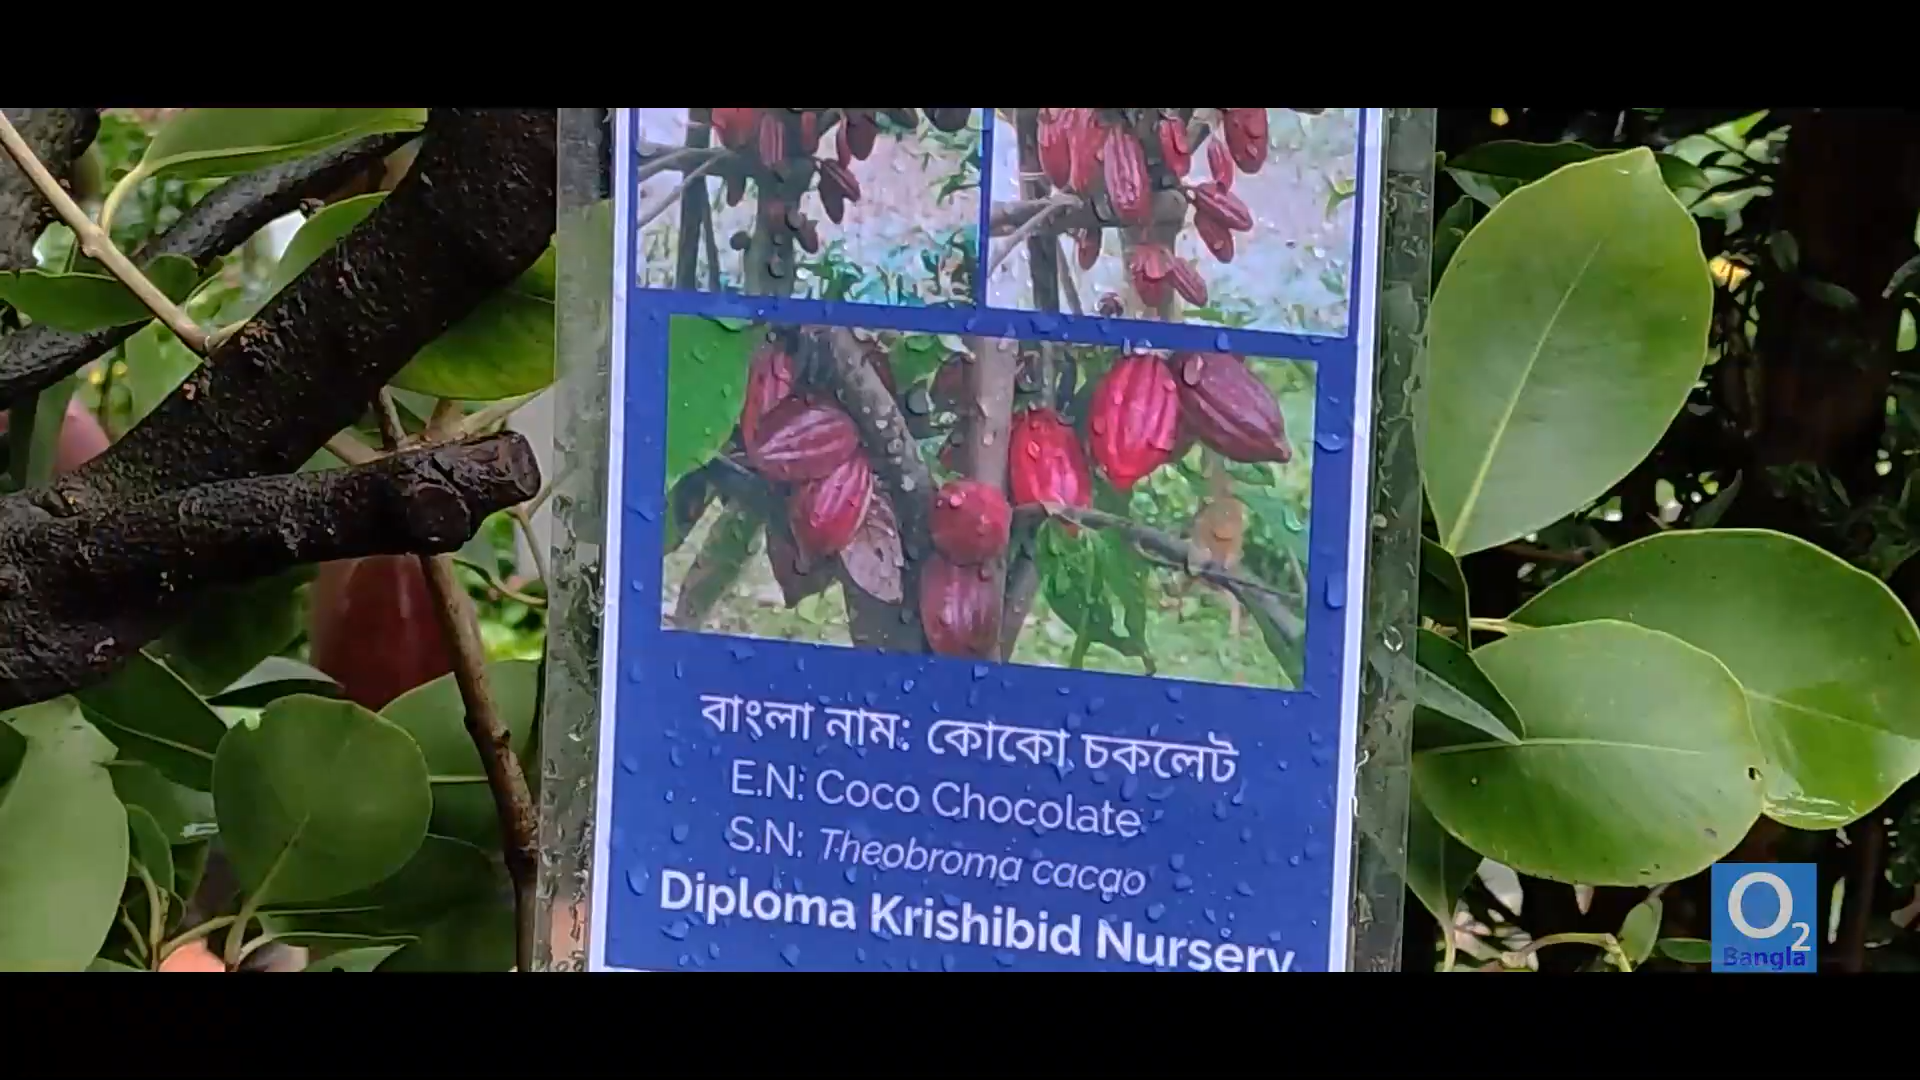 বাংলা নাম: কোকো চকলেট
E.N: Coco Chocolate
S.N: Theobroma cacao
Diploma Krishibid Nursery
O2
Bangla